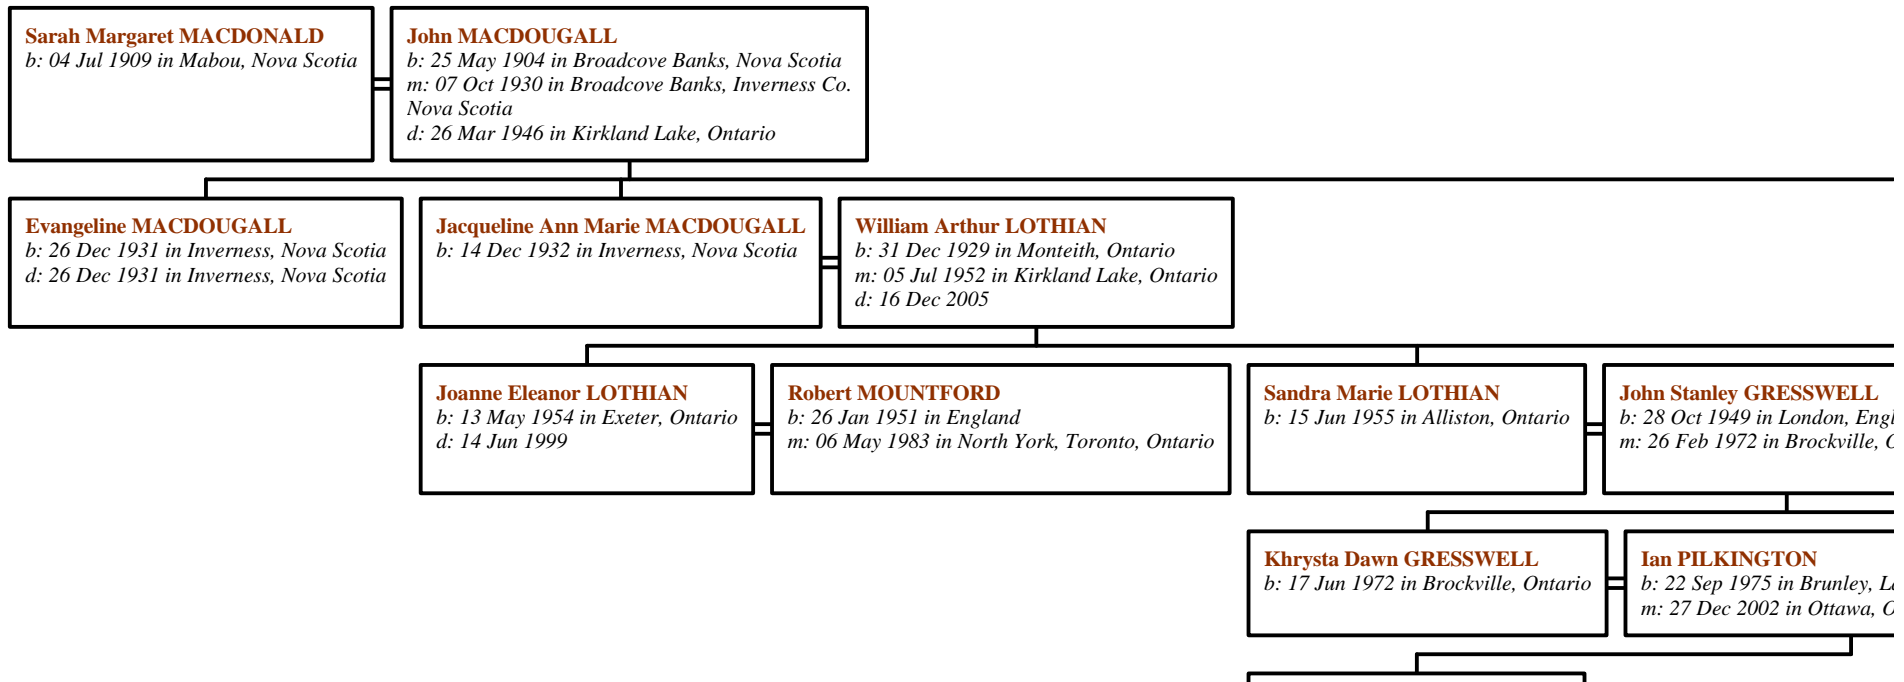 Sarah Margaret MACDONALD
b: 04 Jul 1909 in Mabou, Nova Scotia
John MACDOUGALL
b: 25 May 1904 in Broadcove Banks, Nova Scotia
m: 07 Oct 1930 in Broadcove Banks, Inverness Co.
Nova Scotia
d: 26 Mar 1946 in Kirkland Lake, Ontario
Evangeline MACDOUGALL
b: 26 Dec 1931 in Inverness, Nova Scotia
d: 26 Dec 1931 in Inverness, Nova Scotia
Jacqueline Ann Marie MACDOUGALL
b: 14 Dec 1932 in Inverness, Nova Scotia
William Arthur LOTHIAN
b: 31 Dec 1929 in Monteith, Ontario
m: 05 Jul 1952 in Kirkland Lake, Ontario
d: 16 Dec 2005
Joanne Eleanor LOTHIAN
b: 13 May 1954 in Exeter, Ontario
d: 14 Jun 1999
Robert MOUNTFORD
b: 26 Jan 1951 in England
m: 06 May 1983 in North York, Toronto, Ontario
Sandra Marie LOTHIAN
b: 15 Jun 1955 in Alliston, Ontario
John Stanley GRESSWELL
b: 28 Oct 1949 in London,
m: 26 Feb 1972 in Brockville,
Khrysta Dawn GRESSWELL
b: 17 Jun 1972 in Brockville, Ontario
Ian PILKINGTON
b: 22 Sep 1975 in Brunley,
m: 27 Dec 2002 in Ottawa,